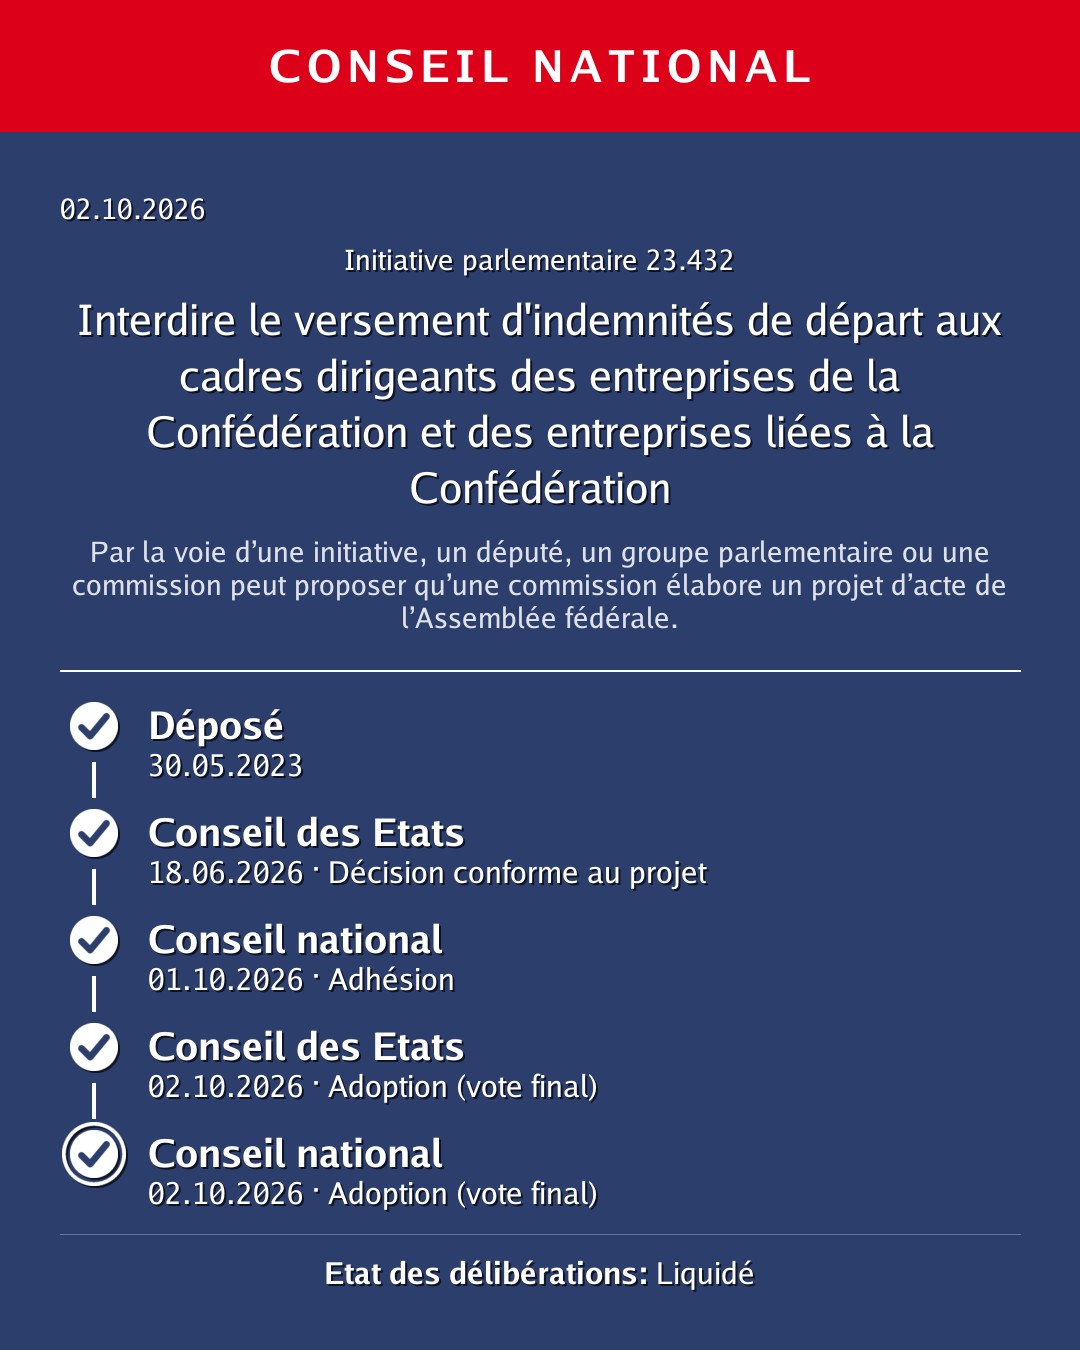 CONSEIL NATIONAL
02.10.2026
Initiative parlementaire 23.432
Interdire le versement d'indemnités de départ aux
cadres dirigeants des entreprises de la
Confédération et des entreprises liées à la
Confédération
Par la voie d’une initiative, un député, un groupe parlementaire ou une
commission peut proposer qu’une commission élabore un projet d’acte de
l’Assemblée fédérale.
Déposé
30.05.2023
Conseil des Etats
18.06.2026 · Décision conforme au projet
Conseil national
01.10.2026 · Adhésion
Conseil des Etats
02.10.2026 · Adoption (vote final)
Conseil national
02.10.2026 · Adoption (vote final)
Etat des délibérations: Liquidé